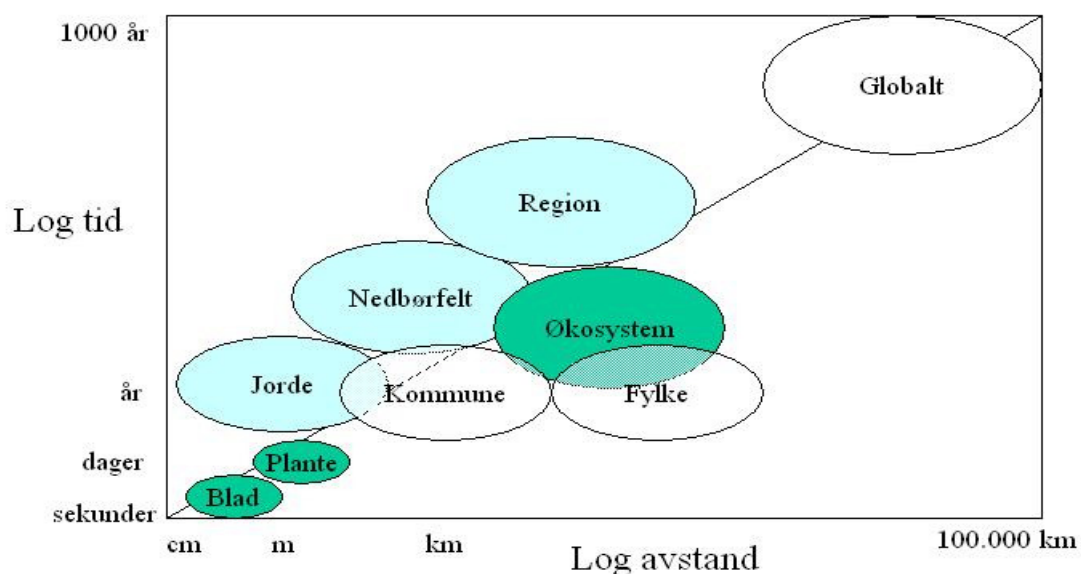 1000 år
Globalt
Region
Log tid
Nedbørfelt
Økosystem
Jorde
år
Kommune
Fylke
dager
Plante
Blad
sekunder
cm
m
km
100.000 km
Log avstand